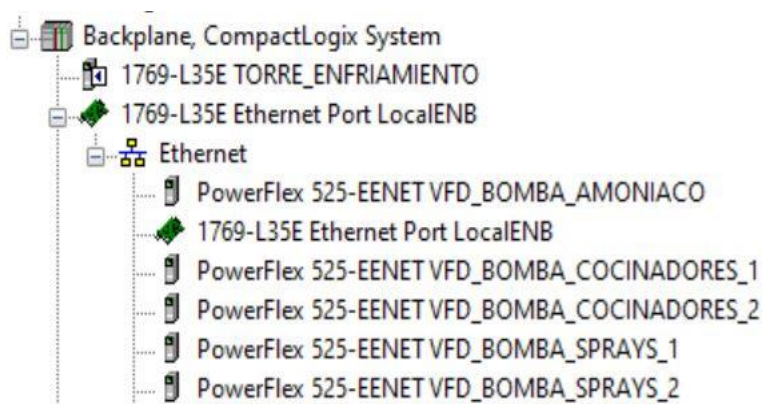 Backplane, CompactLogix System
1769-L35E TORRE_ENFRIAMIENTO
1769-L35E Ethernet Port LocalENB
Ethernet
PowerFlex 525-EENET VFD_BOMBA_AMONIACO
1769-L35E Ethernet Port LocalENB
PowerFlex 525-EENET VFD_BOMBA_COCINADORES_1
PowerFlex 525-EENET VFD_BOMBA_COCINADORES_2
PowerFlex 525-EENET VFD_BOMBA_SPRAYS_1
PowerFlex 525-EENET VFD_BOMBA_SPRAYS_2